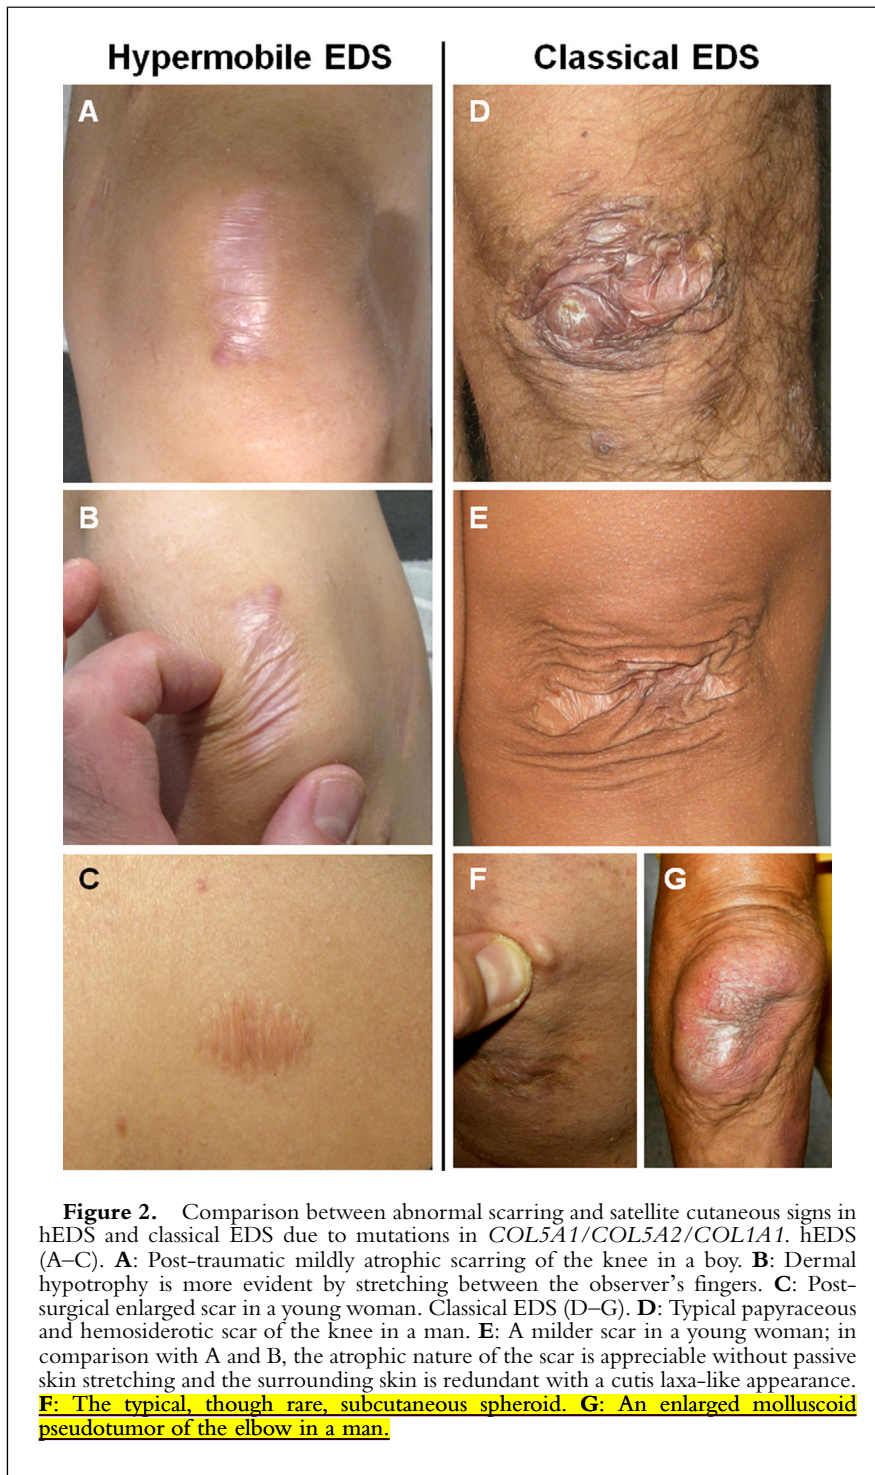 Hypermobile EDS
Classical EDS
A
D
B
E
C
F
G
Figure 2. Comparison between abnormal scarring and satellite cutaneous signs in
hEDS and classical EDS due to mutations in COL5A1/COL5A2/COL1A1. hEDS
(A–C). A: Post-traumatic mildly atrophic scarring of the knee in a boy. B: Dermal
hypotrophy is more evident by stretching between the observer's fingers. C: Post-
surgical enlarged scar in a young woman. Classical EDS (D–G). D: Typical papyraceous
and hemosiderotic scar of the knee in a man. E: A milder scar in a young woman; in
comparison with A and B, the atrophic nature of the scar is appreciable without passive
skin stretching and the surrounding skin is redundant with a cutis laxa-like appearance.
F: The typical, though rare, subcutaneous spheroid. G: An enlarged molluscoid
pseudotumor of the elbow in a man.